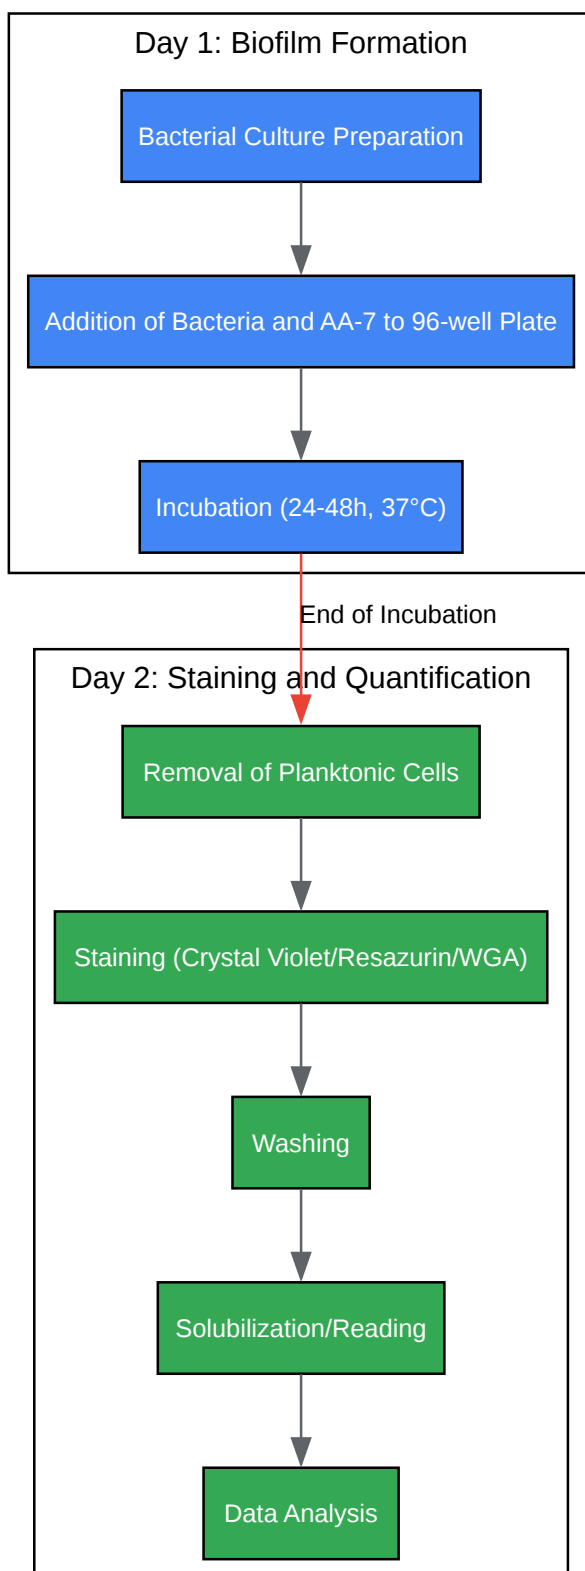 Day 1: Biofilm Formation
Bacterial Culture Preparation
Addition of Bacteria and AA-7 to 96-well Plate
Incubation (24-48h, 37°C)
End of Incubation
Day 2: Staining and Quantification
Removal of Planktonic Cells
Staining (Crystal Violet/Resazurin/WGA)
Washing
Solubilization/Reading
Data Analysis